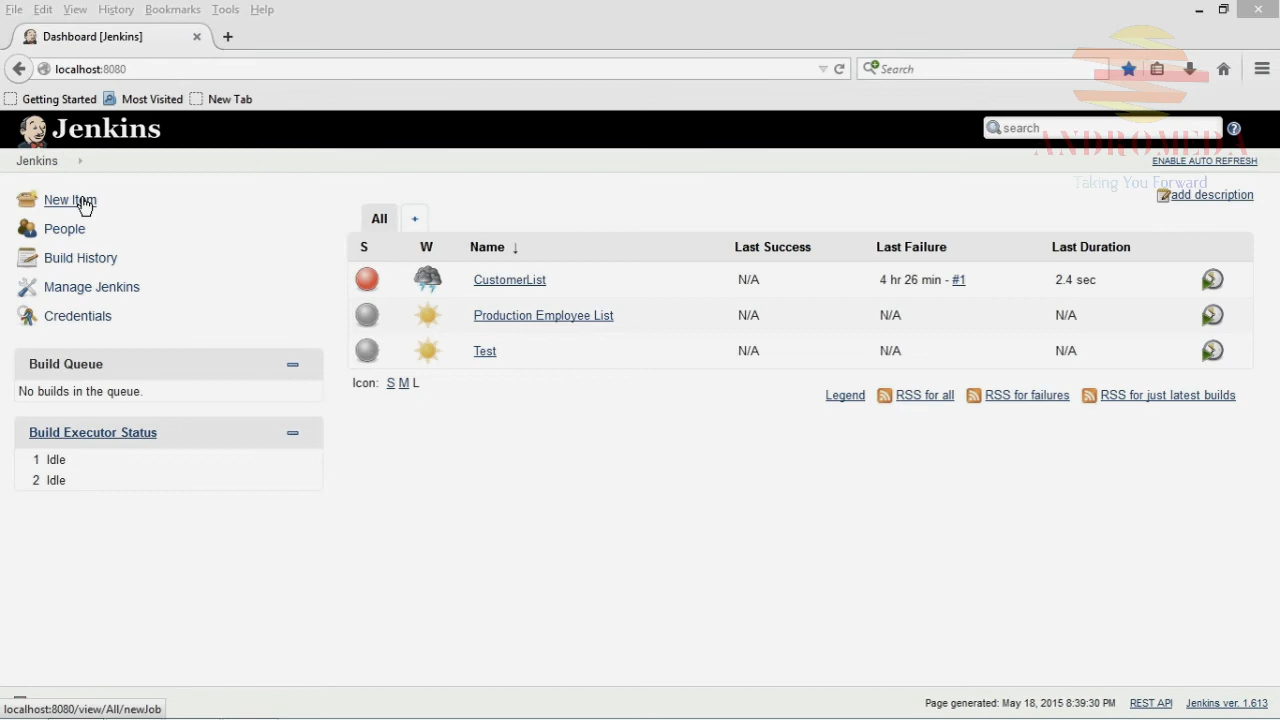 File Edit View History Bookmarks Tools Help
Dashboard [Jenkins]
localhost:8080
Search
Getting Started Most Visited New Tab
Jenkins
search
ANDROMEDA
Taking You Forward
Jenkins
ENABLE AUTO REFRESH
add description
New Item
People
Build History
Manage Jenkins
Credentials
Build Queue
No builds in the queue.
Build Executor Status
1 Idle
2 Idle
All +
S W Name ↓ Last Success Last Failure Last Duration
CustomerList N/A 4 hr 26 min - #1 2.4 sec
Production Employee List N/A N/A N/A
Test N/A N/A N/A
Icon: S M L
Legend RSS for all RSS for failures RSS for just latest builds
localhost:8080/view/All/newJob
Page generated: May 18, 2015 8:39:30 PM REST API Jenkins ver. 1.613